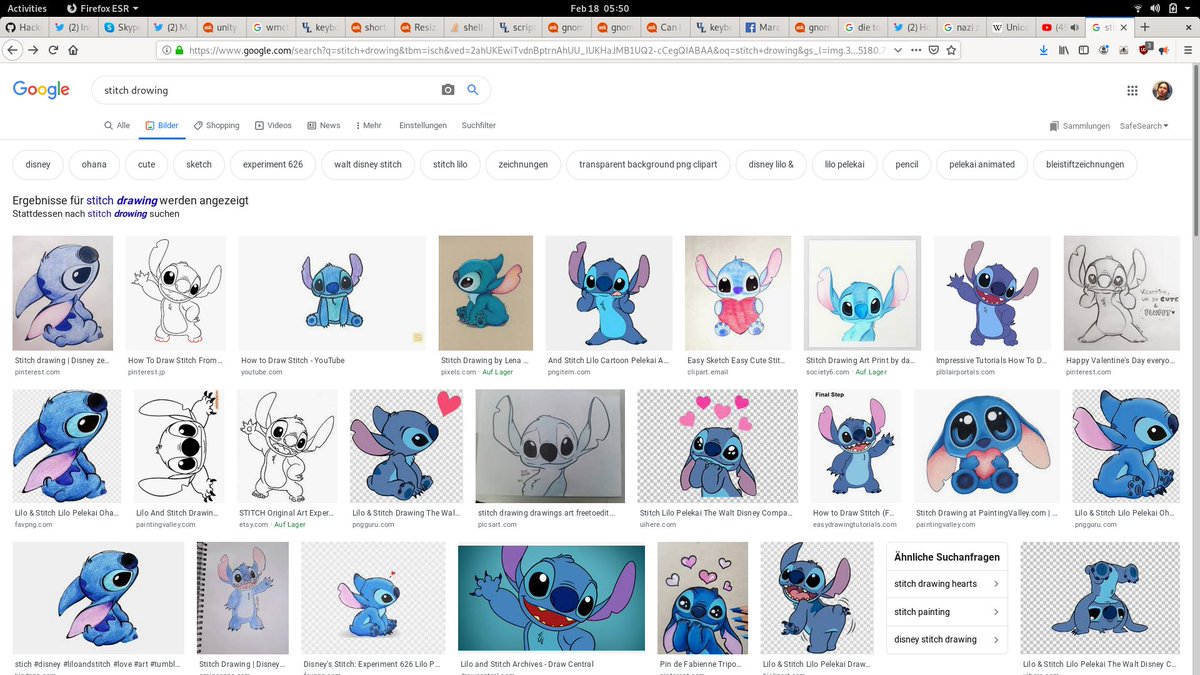 Activities Firefox ESR Feb 18 05:50
Hacke (2) In Skype (2) M unity wmct keybo short Resiz shell scrip keybo gnom gnom Can I keybo Marc gnom die te (2) H nazi z Unico (4
https://www.google.com/search?q=stitch+drowing&tbm=isch&ved=2ahUKEwiTvdnBptrnAhUU_IUKHaJMB1UQ2-cCegQIABAA&oq=stitch+drowing&gs_l=img.3...5180.7
Google stitch drowing
Alle Bilder Shopping Videos News Mehr Einstellungen Suchfilter Sammlungen SafeSearch
disney ohana cute sketch experiment 626 walt disney stitch stitch lilo zeichnungen transparent background png clipart disney lilo & lilo pelekai pencil pelekai animated bleistiftzeichnungen
Ergebnisse für stitch drawing werden angezeigt
Stattdessen nach stitch drowing suchen
Valentine,
ur so CUTE
&
FLUFFY
Stitch drawing | Disney ze... How To Draw Stitch From ... How to Draw Stitch - YouTube Stitch Drawing by Lena ... And Stitch Lilo Cartoon Pelekai A... Easy Sketch Easy Cute Stit... Stitch Drawing Art Print by da... Impressive Tutorials How To D... Happy Valentine's Day everyo...
pinterest.com pinterest.jp youtube.com pixels.com · Auf Lager pngitem.com clipart.email society6.com · Auf Lager plblairportals.com pinterest.com
Final Step
Lilo & Stitch Lilo Pelekai Oha... Lilo And Stitch Drawin... STITCH Original Art Exper... Lilo & Stitch Drawing The Wal... stitch drawing drawings art freetoedit... Stitch Lilo Pelekai The Walt Disney Compa... How to Draw Stitch (F... Stitch Drawing at PaintingValley.com | ... Lilo & Stitch Lilo Pelekai Oh...
favpng.com paintingvalley.com etsy.com · Auf Lager pngguru.com picsart.com uihere.com easydrawingtutorials.com paintingvalley.com pngguru.com
Ähnliche Suchanfragen
stitch drawing hearts
stitch painting
disney stitch drawing
stich #disney #liloandstitch #love #art #tumbl... Stitch Drawing | Disney... Disney's Stitch: Experiment 626 Lilo P... Lilo and Stitch Archives - Draw Central Pin de Fabienne Tripo... Lilo & Stitch Lilo Pelekai Draw... Lilo & Stitch Lilo Pelekai The Walt Disney C...